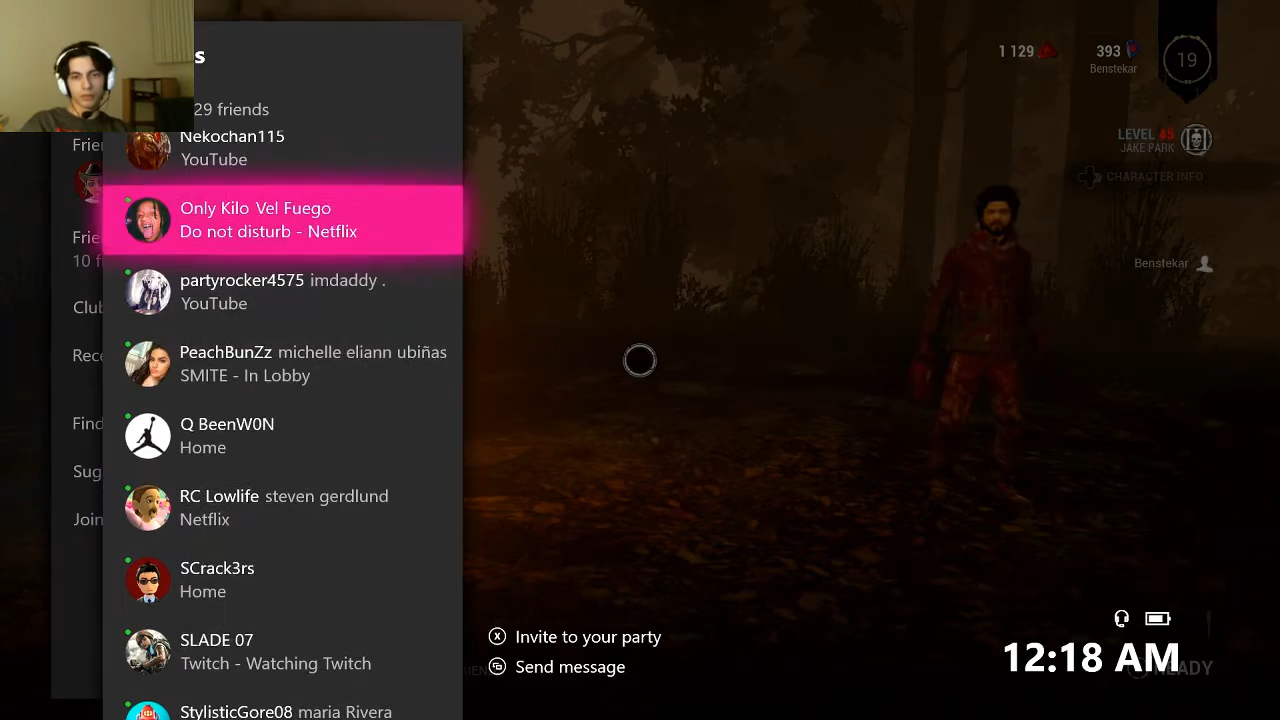 s
29 friends
Nekochan115
YouTube
Only Kilo Vel Fuego
Do not disturb - Netflix
partyrocker4575 imdaddy .
YouTube
PeachBunZz michelle eliann ubiñas
SMITE - In Lobby
Q BeenW0N
Home
RC Lowlife steven gerdlund
Netflix
SCrack3rs
Home
SLADE 07
Twitch - Watching Twitch
StylisticGore08 maria Rivera
Frie
Frie
10 f
Club
Rece
Find
Sug
Join
1 129
393
Benstekar
19
LEVEL 45
JAKE PARK
CHARACTER INFO
Benstekar
Invite to your party
Send message
12:18 AM
READY